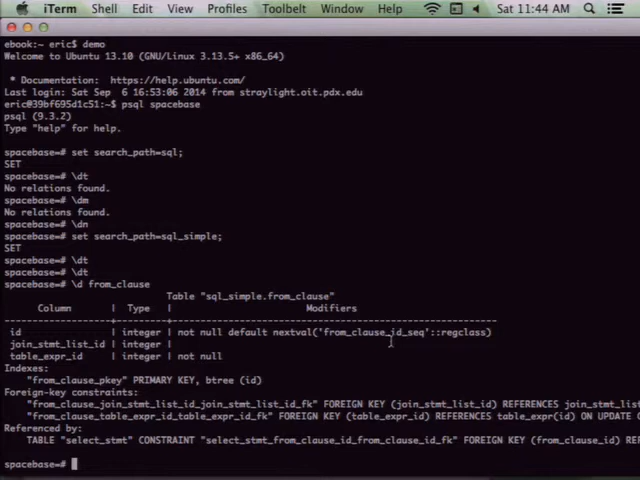 iTerm Shell Edit View Profiles Toolbelt Window Help Sat 11:44 AM
ebook:~ eric$ demo
Welcome to Ubuntu 13.10 (GNU/Linux 3.13.5+ x86_64)
* Documentation: https://help.ubuntu.com/
Last login: Sat Sep 6 16:53:06 2014 from straylight.oit.pdx.edu
eric@39bf695d1c51:~$ psql spacebase
psql (9.3.2)
Type "help" for help.
spacebase=# set search_path=sql;
SET
spacebase=# \dt
No relations found.
spacebase=# \dm
No relations found.
spacebase=# \dn
spacebase=# set search_path=sql_simple;
SET
spacebase=# \dt
spacebase=# \dt
spacebase=# \d from_clause
Table "sql_simple.from_clause"
Column | Type | Modifiers
id | integer | not null default nextval('from_clause_id_seq'::regclass)
join_stmt_list_id | integer |
table_expr_id | integer | not null
Indexes:
"from_clause_pkey" PRIMARY KEY, btree (id)
Foreign-key constraints:
"from_clause_join_stmt_list_id_join_stmt_list_id_fk" FOREIGN KEY (join_stmt_list_id) REFERENCES join_stmt_lis
"from_clause_table_expr_id_table_expr_id_fk" FOREIGN KEY (table_expr_id) REFERENCES table_expr(id) ON UPDATE C
Referenced by:
TABLE "select_stmt" CONSTRAINT "select_stmt_from_clause_id_from_clause_id_fk" FOREIGN KEY (from_clause_id) REF
spacebase=#